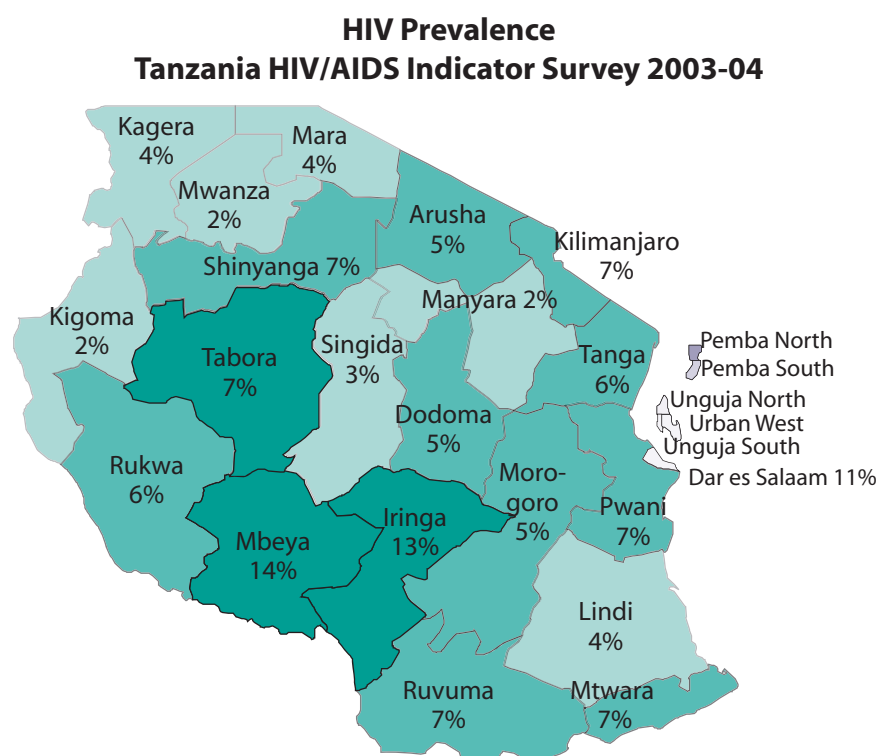 HIV Prevalence
Tanzania HIV/AIDS Indicator Survey 2003-04
Kagera
4%
Mara
4%
Mwanza
2%
Arusha
5%
Kilimanjaro
7%
Shinyanga 7%
Manyara 2%
Kigoma
2%
Tabora
7%
Singida
3%
Tanga
6%
Pemba North
Pemba South
Unguja North
Urban West
Unguja South
Dar es Salaam 11%
Dodoma
5%
Rukwa
6%
Moro-
goro
5%
Pwani
7%
Iringa
13%
Mbeya
14%
Lindi
4%
Ruvuma
7%
Mtwara
7%